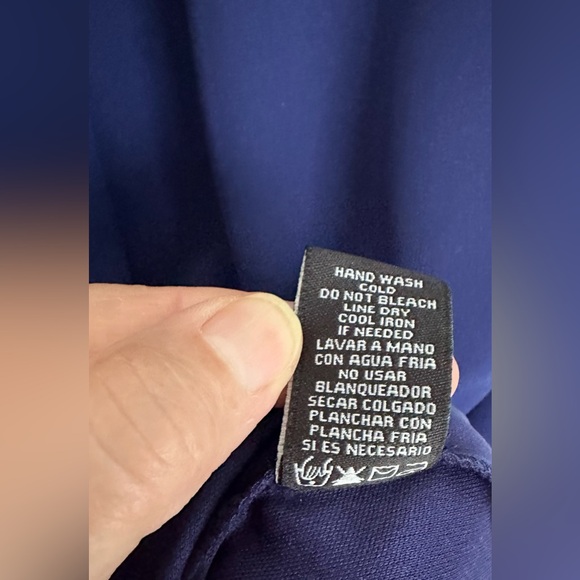 HAND WASH
COLD
DO NOT BLEACH
LINE DRY
COOL IRON
IF NEEDED
LAVAR A MANO
CON AGUA FRIA
NO USAR
BLANQUEADOR
SECAR COLGADO
PLANCHAR CON
PLANCHA FRIA
SI ES NECESARIO